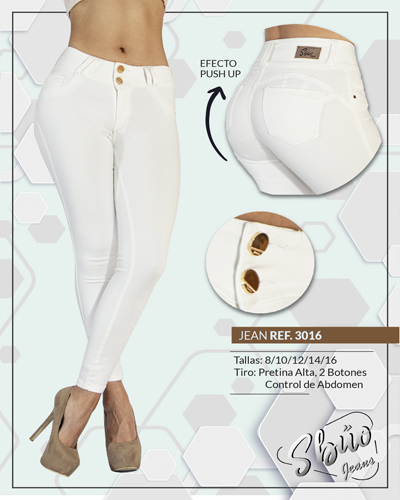 EFECTO
PUSH UP
JEAN REF. 3016
Tallas: 8/10/12/14/16
Tiro: Pretina Alta, 2 Botones
Control de Abdomen
Sbüo
Jeans